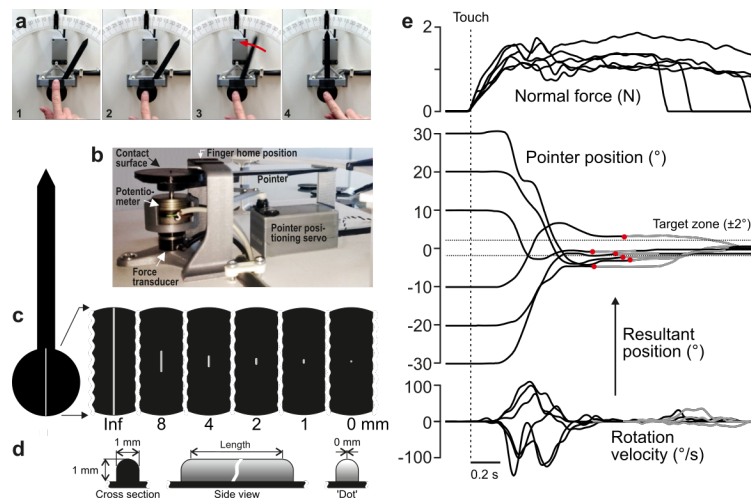 a
1
2
3
4
b
Contact
surface
Finger home position
Potentio-
meter
Pointer
Pointer posi-
tioning servo
Force
transducer
c
Inf
8
4
2
1
0 mm
d
1 mm
1 mm
Cross section
Length
Side view
0 mm
'Dot'
e
Touch
2
1
0
Normal force (N)
30
20
10
0
-10
-20
-30
Pointer position (°)
Target zone (±2°)
Resultant
position (°)
100
0
-100
Rotation
velocity (°/s)
0.2 s